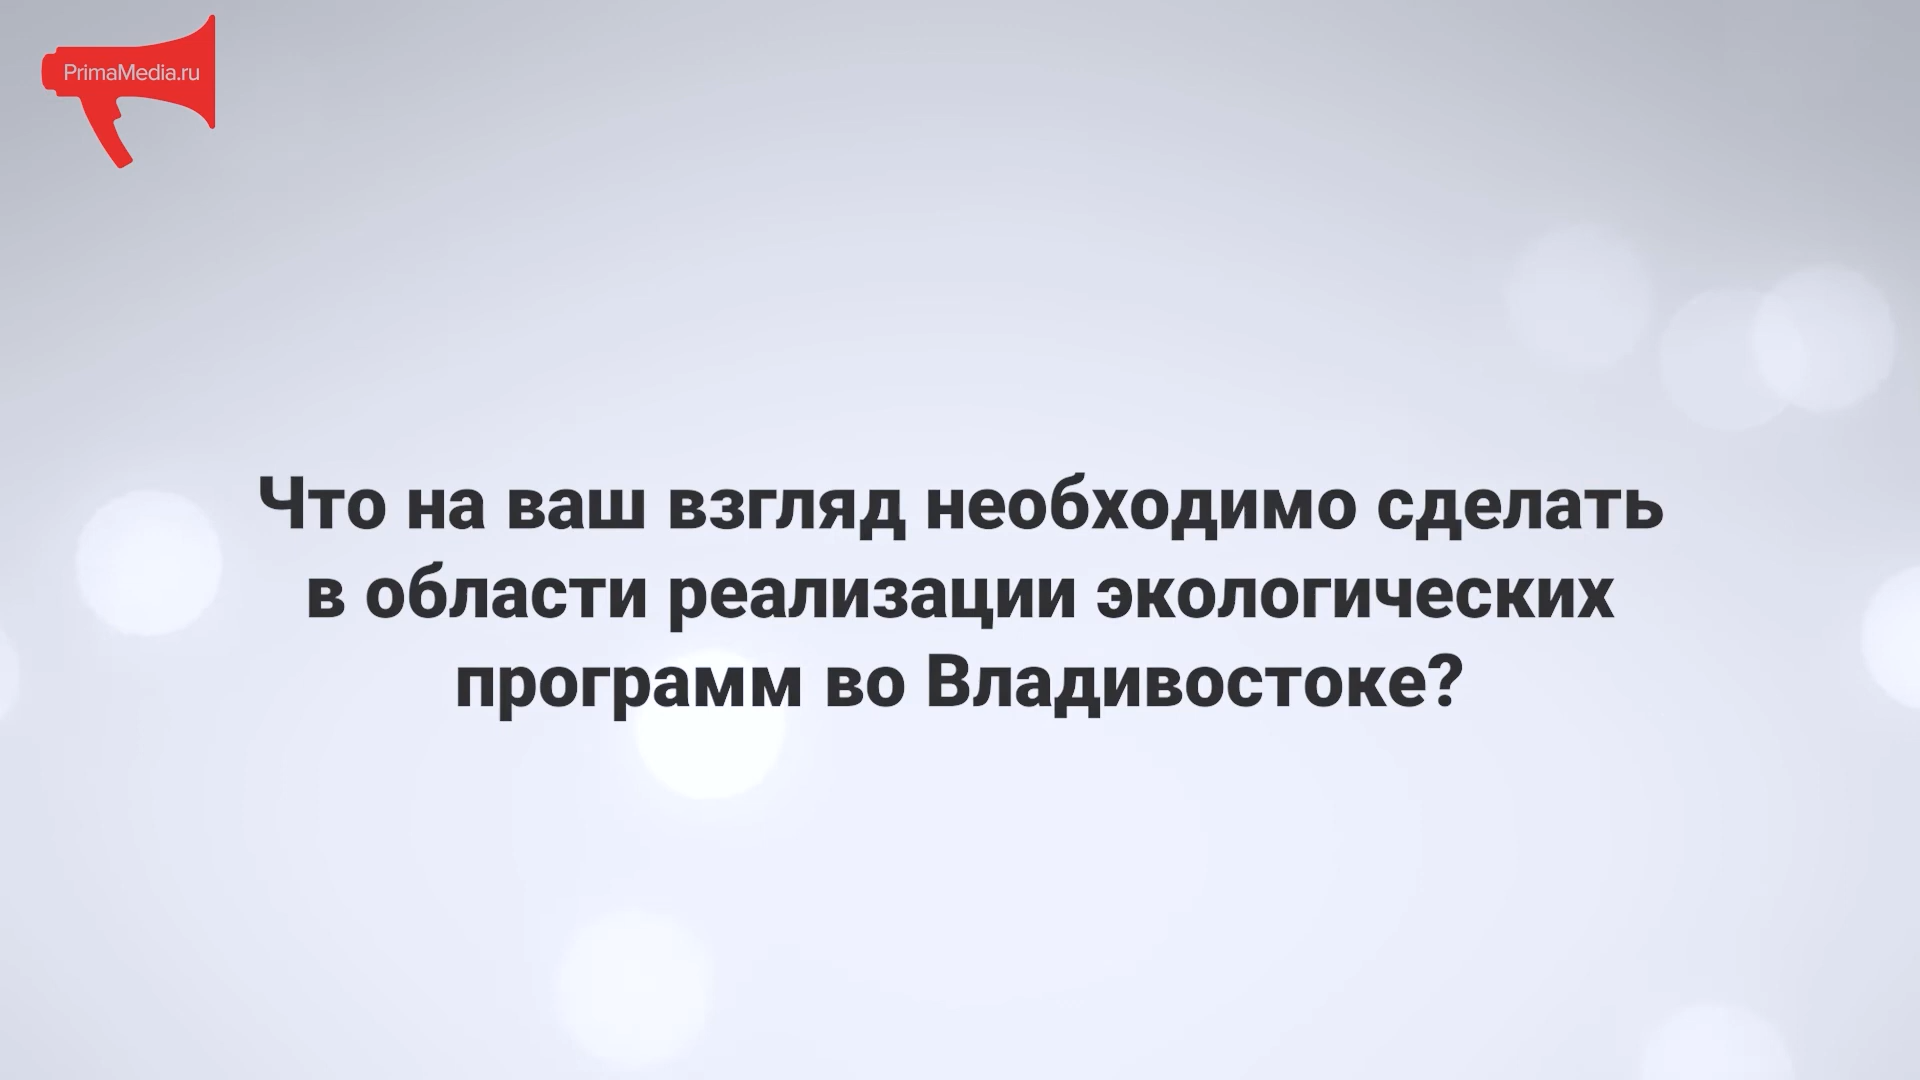 PrimaMedia.ru
Что на ваш взгляд необходимо сделать
в области реализации экологических
программ во Владивостоке?